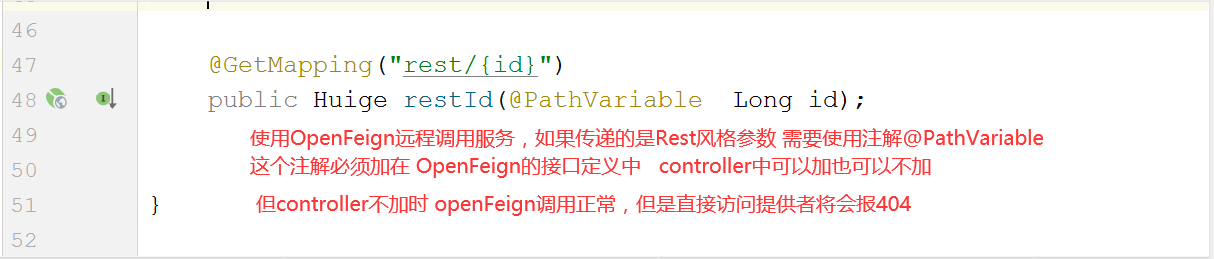 46
47 @GetMapping("rest/{id}")
48 public Huige restId(@PathVariable  Long id);
49 使用OpenFeign远程调用服务，如果传递的是Rest风格参数 需要使用注解@PathVariable
50 这个注解必须加在 OpenFeign的接口定义中   controller中可以加也可以不加
51 } 但controller不加时 openFeign调用正常，但是直接访问提供者将会报404
52